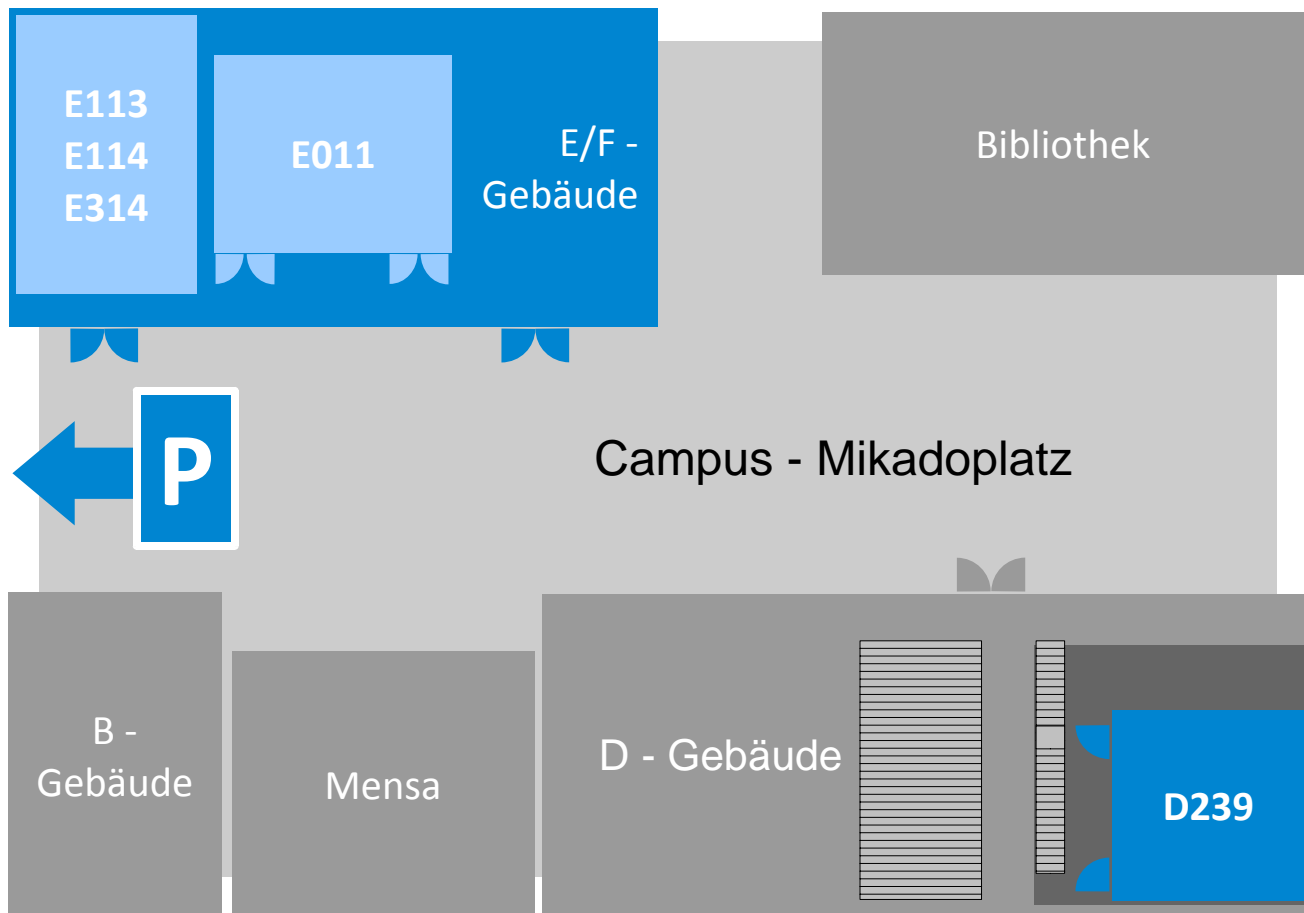 E113
E114
E314
E011
E/F -
Gebäude
Bibliothek
P
Campus - Mikadoplatz
B -
Gebäude
Mensa
D - Gebäude
D239